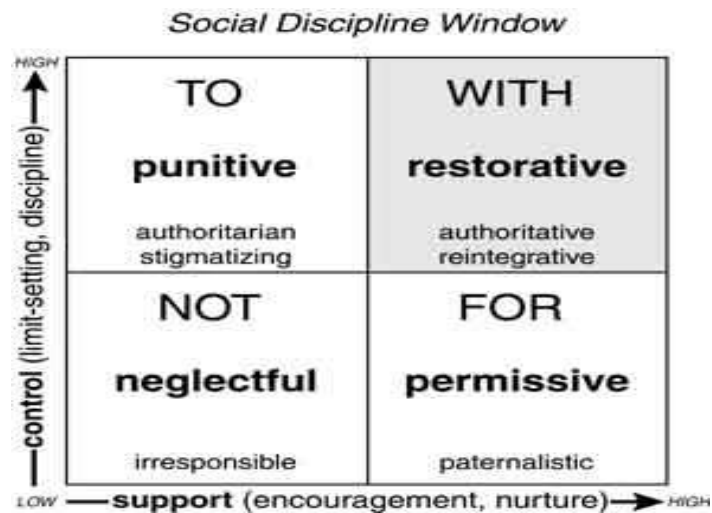 Social Discipline Window
HIGH
TO
punitive
authoritarian
stigmatizing
WITH
restorative
authoritative
reintegrative
control (limit-setting, discipline)
NOT
neglectful
irresponsible
FOR
permissive
paternalistic
LOW
support (encouragement, nurture)
HIGH